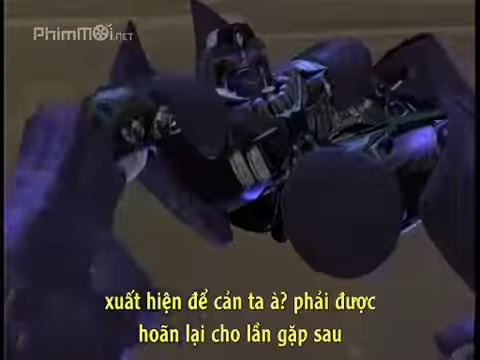 PhimMoi.NET
xuất hiện để cản ta à? phải được
hoãn lại cho lần gặp sau